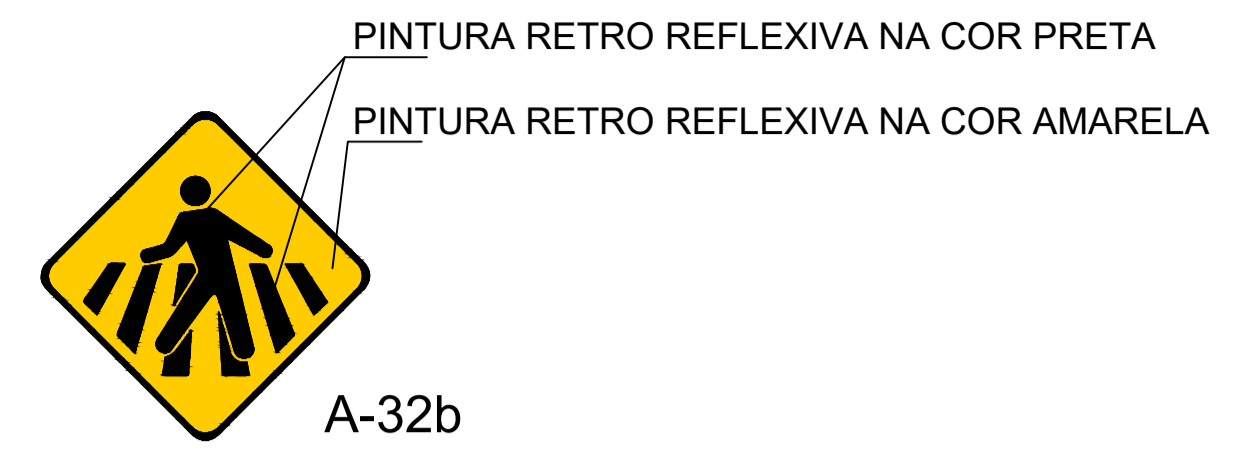 PINTURA RETRO REFLEXIVA NA COR PRETA
PINTURA RETRO REFLEXIVA NA COR AMARELA
A-32b